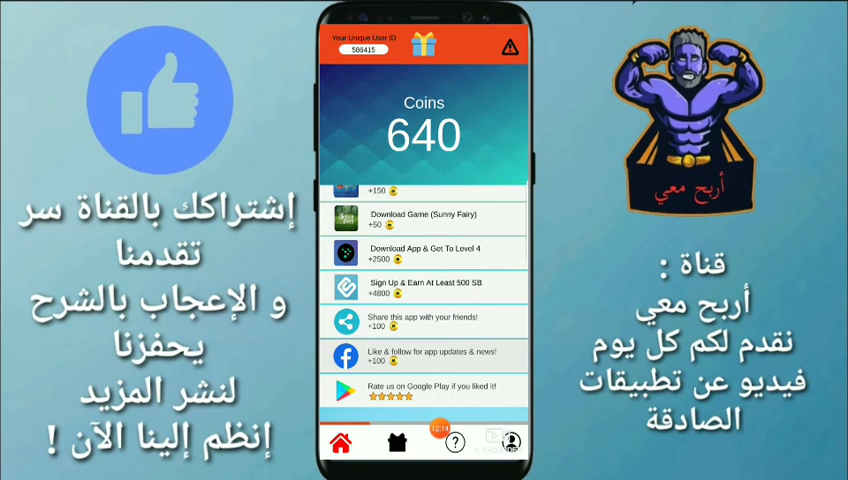 إشتراكك بالقناة سر
تقدمنا
و الإعجاب بالشرح
يحفزنا
لنشر المزيد
إنظم إلينا الآن !
Your Unique User ID
506415
Coins
640
+150
Download Game (Sunny Fairy)
+50
Download App & Get To Level 4
+2500
Sign Up & Earn At Least 500 SB
+4800
Share this app with your friends!
+100
Like & follow for app updates & news!
+100
Rate us on Google Play if you liked it!
12:14
أربح معي
قناة :
أربح معي
نقدم لكم كل يوم
فيديو عن تطبيقات
الصادقة